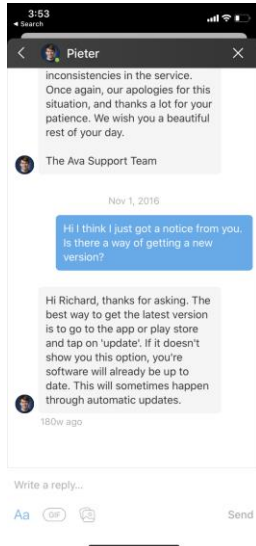 3:53
◂ Search
Pieter
inconsistencies in the service.
Once again, our apologies for this
situation, and thanks a lot for your
patience. We wish you a beautiful
rest of your day.
The Ava Support Team
Nov 1, 2016
Hi I think I just got a notice from you.
Is there a way of getting a new
version?
Hi Richard, thanks for asking. The
best way to get the latest version
is to go to the app or play store
and tap on 'update'. If it doesn't
show you this option, you're
software will already be up to
date. This will sometimes happen
through automatic updates.
180w ago
Write a reply...
Aa GIF Send